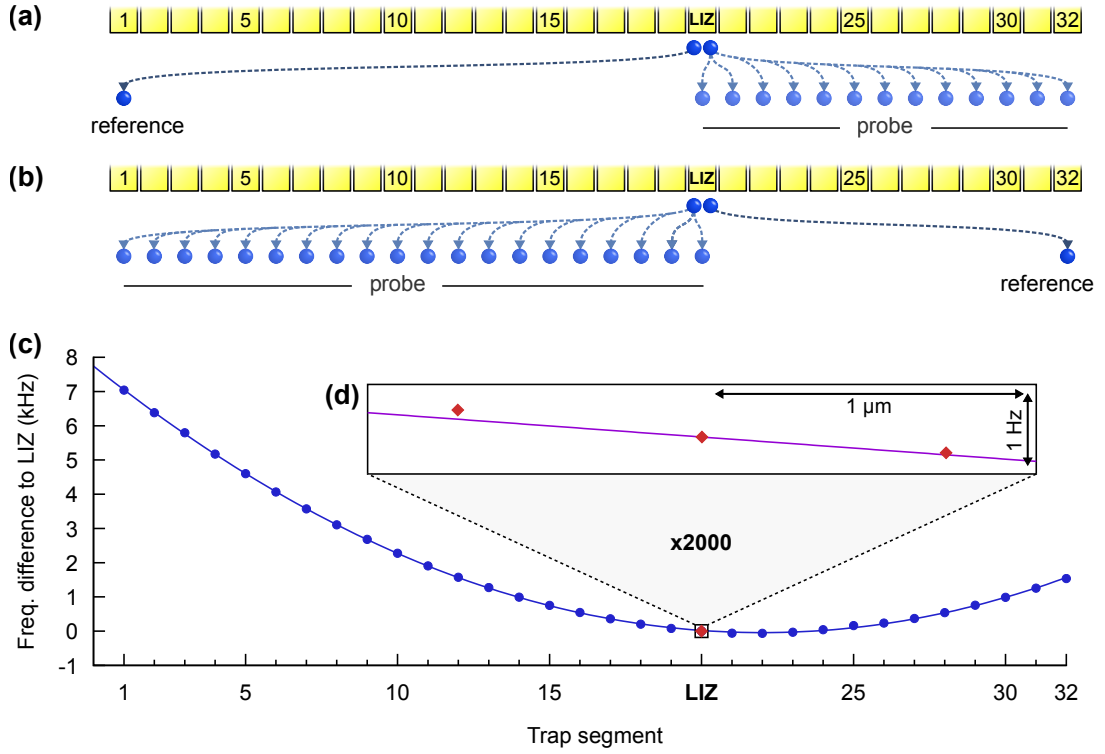 (a)
1 5 10 15 LIZ 25 30 32
reference
probe
(b)
1 5 10 15 LIZ 25 30 32
probe
reference
(c)
Freq. difference to LIZ (kHz)
8
7
6
5
4
3
2
1
0
-1
(d)
1 µm
1 Hz
x2000
1 5 10 15 LIZ 25 30 32
Trap segment